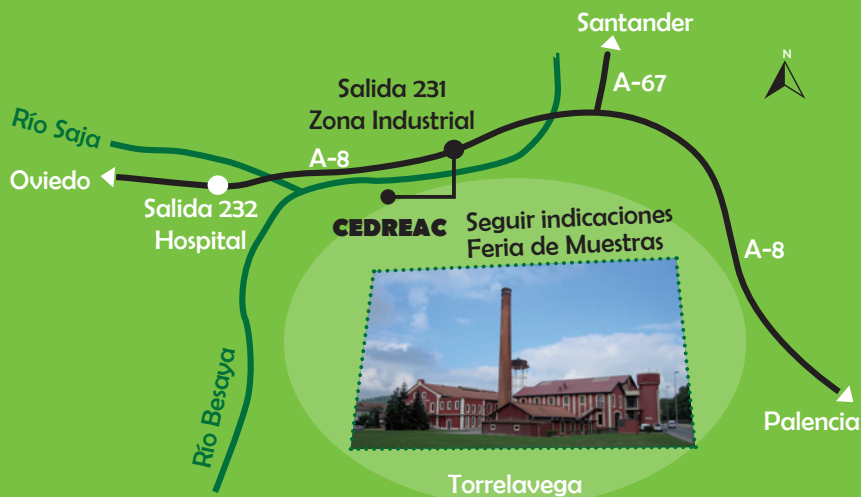 Santander
N
A-67
Salida 231
Zona Industrial
Río Saja
A-8
Oviedo
Salida 232
Hospital
CEDREAC
Seguir indicaciones
Feria de Muestras
A-8
Río Besaya
Palencia
Torrelavega